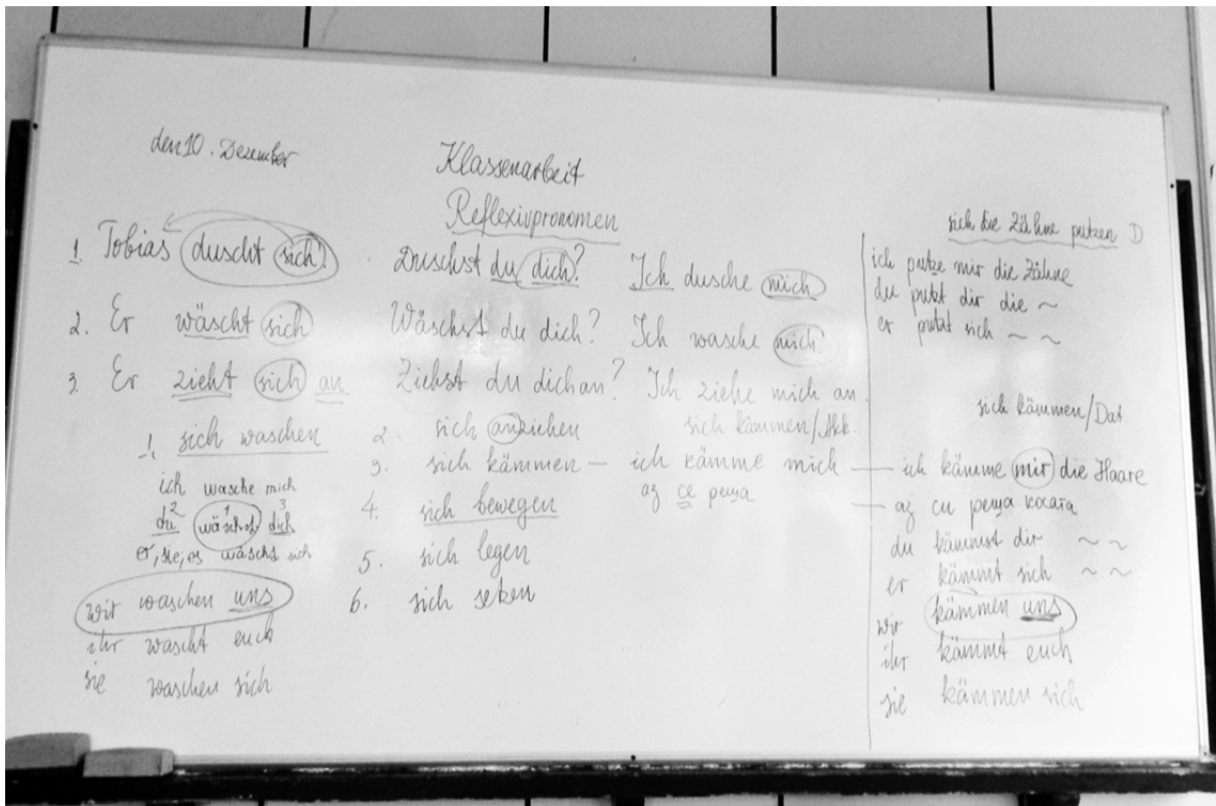 den 10. Dezember
Klassenarbeit
Reflexivpronomen
1. Tobias duscht sich! Duschst du dich? Ich dusche mich
2. Er wäscht sich Wäschst du dich? Ich wasche mich
3. Er zieht sich an Ziehst du dich an? Ich ziehe mich an
1. sich waschen
ich wasche mich
2 1 3
du wäschst dich
er, sie, es wäscht sich
wir waschen uns
ihr wascht euch
sie waschen sich
2. sich anziehen
sich kämmen/Akk.
3. sich kämmen — ich kämme mich — ich kämme mir die Haare
аз се реша — аз си реша косата
4. sich bewegen
5. sich legen
6. sich setzen
sich die Zähne putzen D
ich putze mir die Zähne
du putzt dir die ~
er putzt sich ~ ~
sich kämmen/Dat.
du kämmst dir ~ ~
er kämmt sich ~ ~
wir kämmen uns
ihr kämmt euch
sie kämmen sich